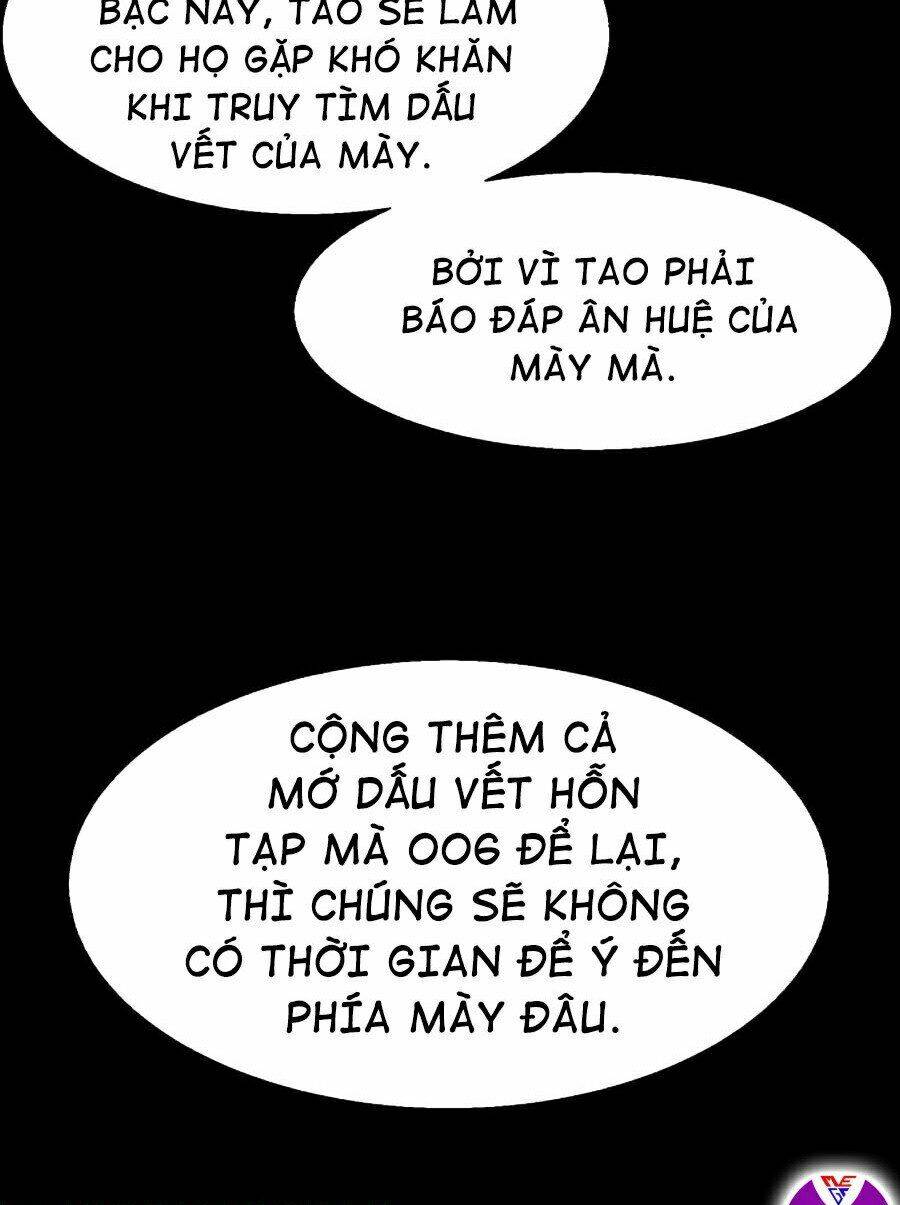 BẠC NÀY, TAO SẼ LÀM
CHO HỌ GẶP KHÓ KHĂN
KHI TRUY TÌM DẤU
VẾT CỦA MÀY.
BỞI VÌ TAO PHẢI
BÁO ĐÁP ÂN HUỆ CỦA
MÀY MÀ.
CỘNG THÊM CẢ
MỚ DẤU VẾT HỖN
TẠP MÀ 006 ĐỂ LẠI,
THÌ CHÚNG SẼ KHÔNG
CÓ THỜI GIAN ĐỂ Ý ĐẾN
PHÍA MÀY ĐÂU.